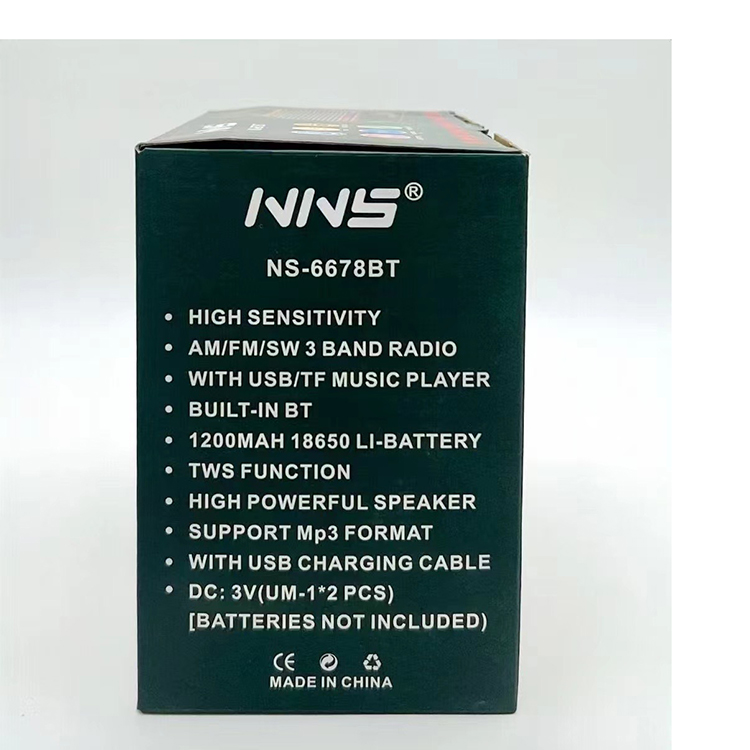 NNS®
NS-6678BT
• HIGH SENSITIVITY
• AM/FM/SW 3 BAND RADIO
• WITH USB/TF MUSIC PLAYER
• BUILT-IN BT
• 1200MAH 18650 LI-BATTERY
• TWS FUNCTION
• HIGH POWERFUL SPEAKER
• SUPPORT Mp3 FORMAT
• WITH USB CHARGING CABLE
• DC: 3V(UM-1*2 PCS)
[BATTERIES NOT INCLUDED)
CE
MADE IN CHINA